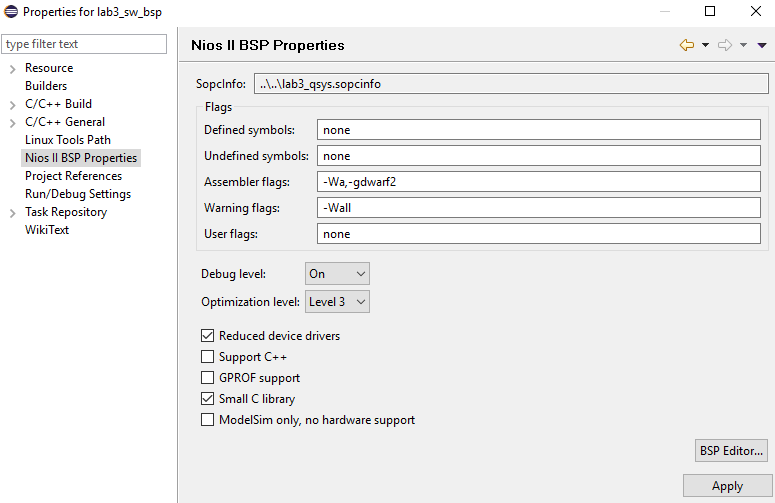 Properties for lab3_sw_bsp
type filter text
Resource
Builders
C/C++ Build
C/C++ General
Linux Tools Path
Nios II BSP Properties
Project References
Run/Debug Settings
Task Repository
WikiText
Nios II BSP Properties
SopcInfo: ..\..\lab3_qsys.sopcinfo
Flags
Defined symbols: none
Undefined symbols: none
Assembler flags: -Wa,-gdwarf2
Warning flags: -Wall
User flags: none
Debug level: On
Optimization level: Level 3
Reduced device drivers
Support C++
GPROF support
Small C library
ModelSim only, no hardware support
BSP Editor...
Apply